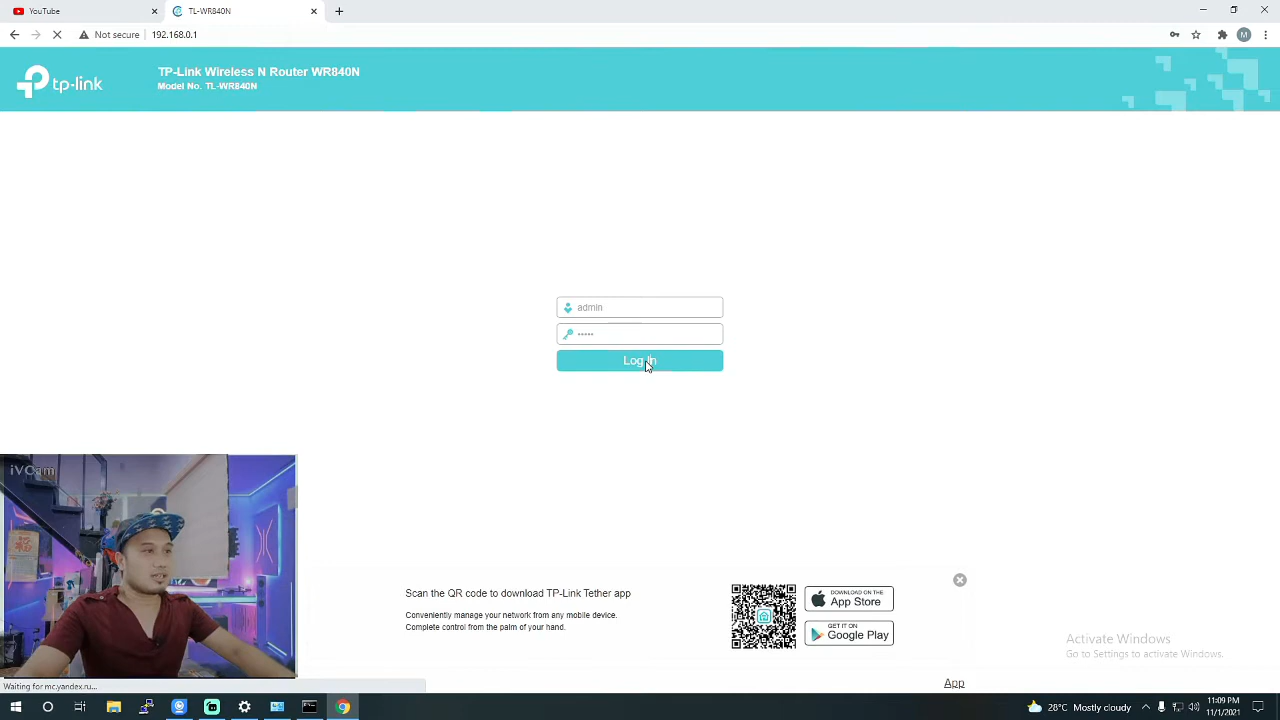 YouTube
TL-WR840N
Not secure
192.168.0.1
M
tp-link
TP-Link Wireless N Router WR840N
Model No. TL-WR840N
admin
•••••
Log In
iVCam
福
Scan the QR code to download TP-Link Tether app
Conveniently manage your network from any mobile device.
Complete control from the palm of your hand.
DOWNLOAD ON THE
App Store
GET IT ON
Google Play
Activate Windows
Go to Settings to activate Windows.
App
Waiting for mc.yandex.ru...
28°C Mostly cloudy
11:09 PM
11/1/2021